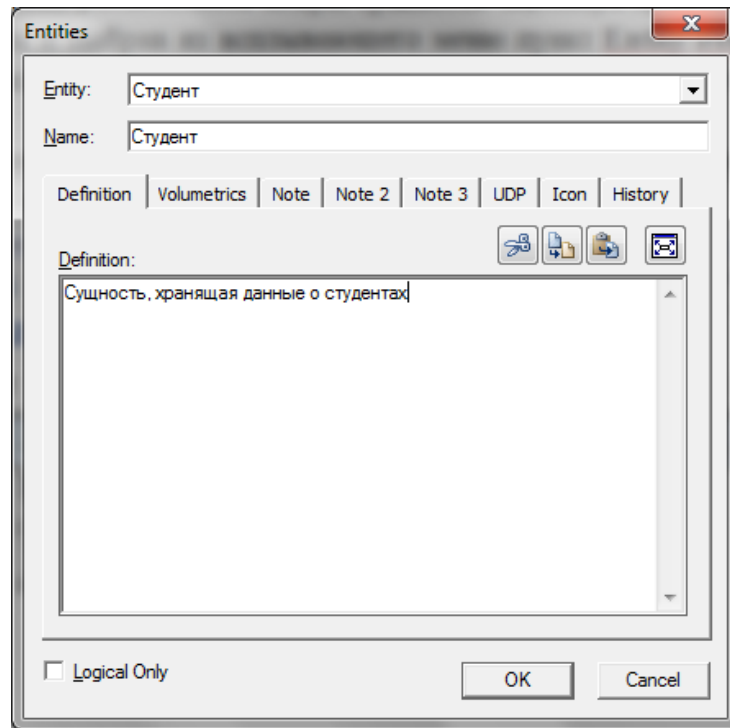 Entities
Entity: Студент
Name: Студент
Definition Volumetrics Note Note 2 Note 3 UDP Icon History
Definition:
Сущность, хранящая данные о студентах
Logical Only
OK Cancel